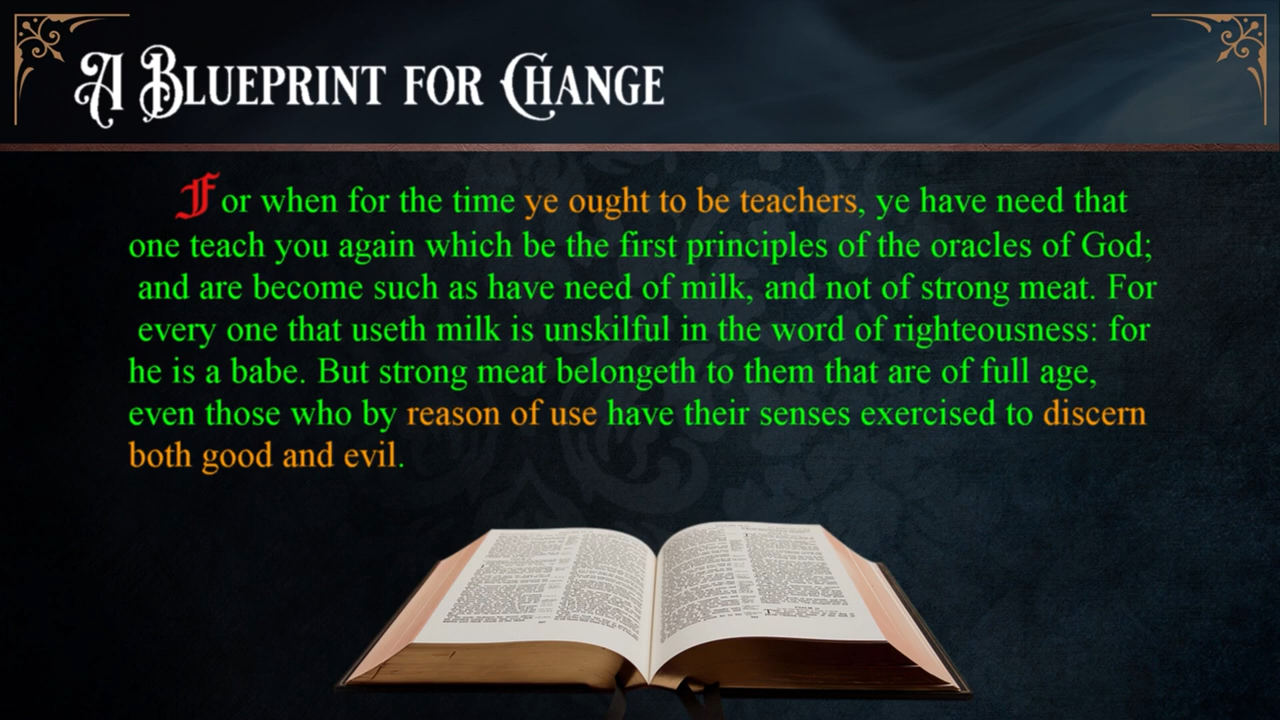 A Blueprint for Change
For when for the time ye ought to be teachers, ye have need that
one teach you again which be the first principles of the oracles of God;
and are become such as have need of milk, and not of strong meat. For
every one that useth milk is unskilful in the word of righteousness: for
he is a babe. But strong meat belongeth to them that are of full age,
even those who by reason of use have their senses exercised to discern
both good and evil.